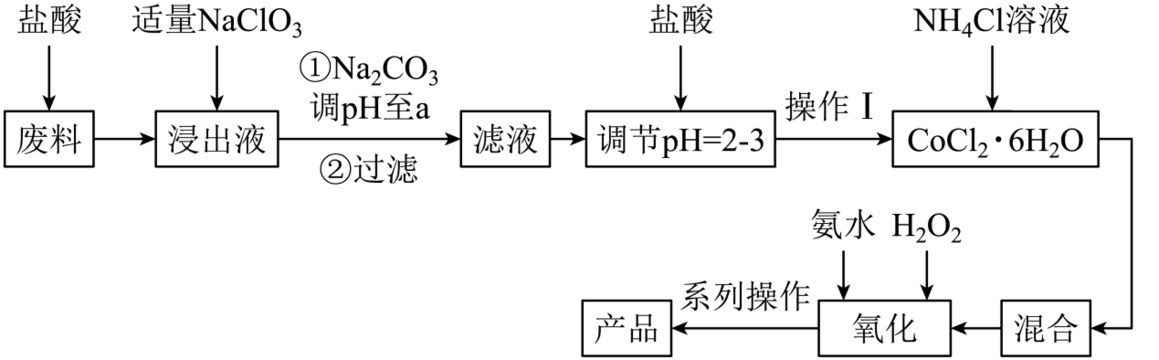 盐酸
适量NaClO₃
盐酸
NH₄Cl溶液
①Na₂CO₃
调pH至a
②过滤
废料
浸出液
滤液
调节pH=2-3
操作Ⅰ
CoCl₂·6H₂O
氨水
H₂O₂
系列操作
产品
氧化
混合